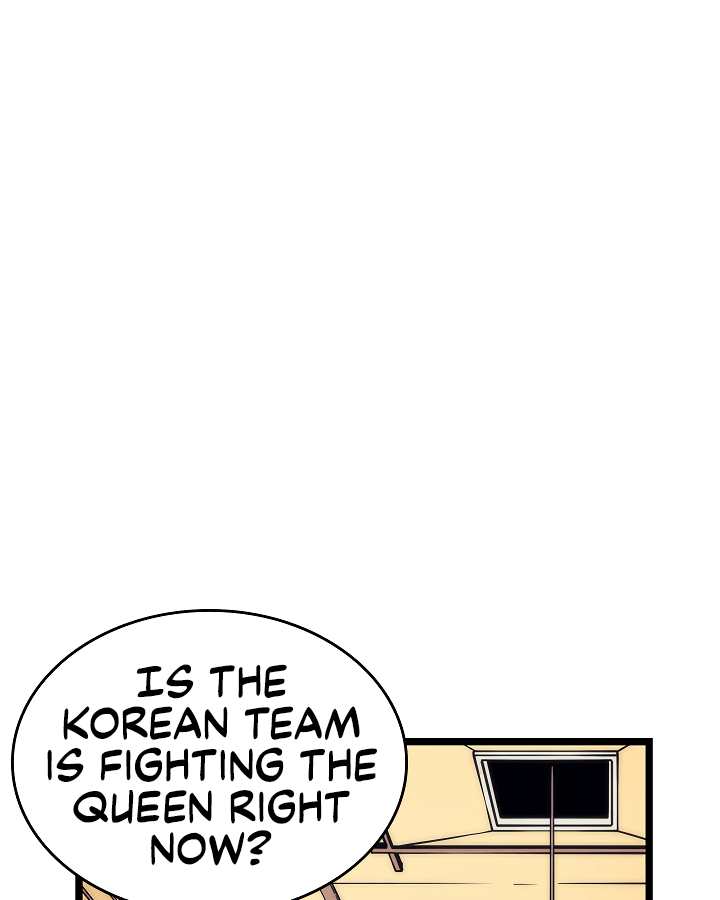 IS THE
KOREAN TEAM
IS FIGHTING THE
QUEEN RIGHT
NOW?